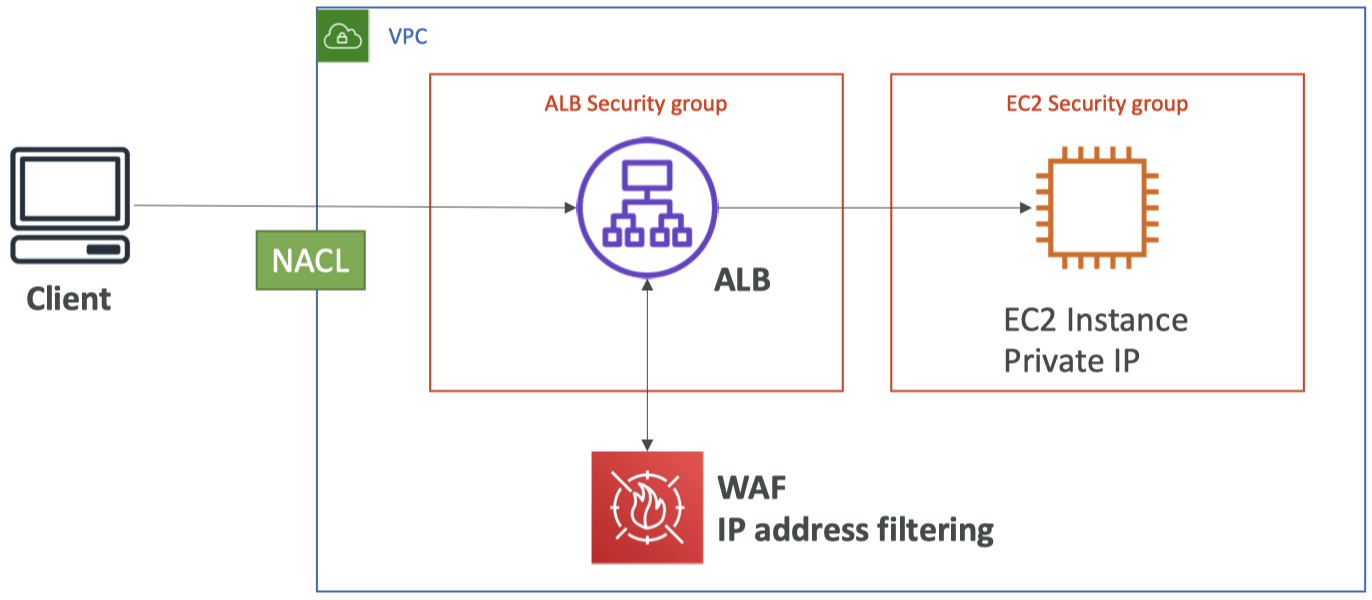 VPC
ALB Security group
EC2 Security group
NACL
Client
ALB
EC2 Instance
Private IP
WAF
IP address filtering